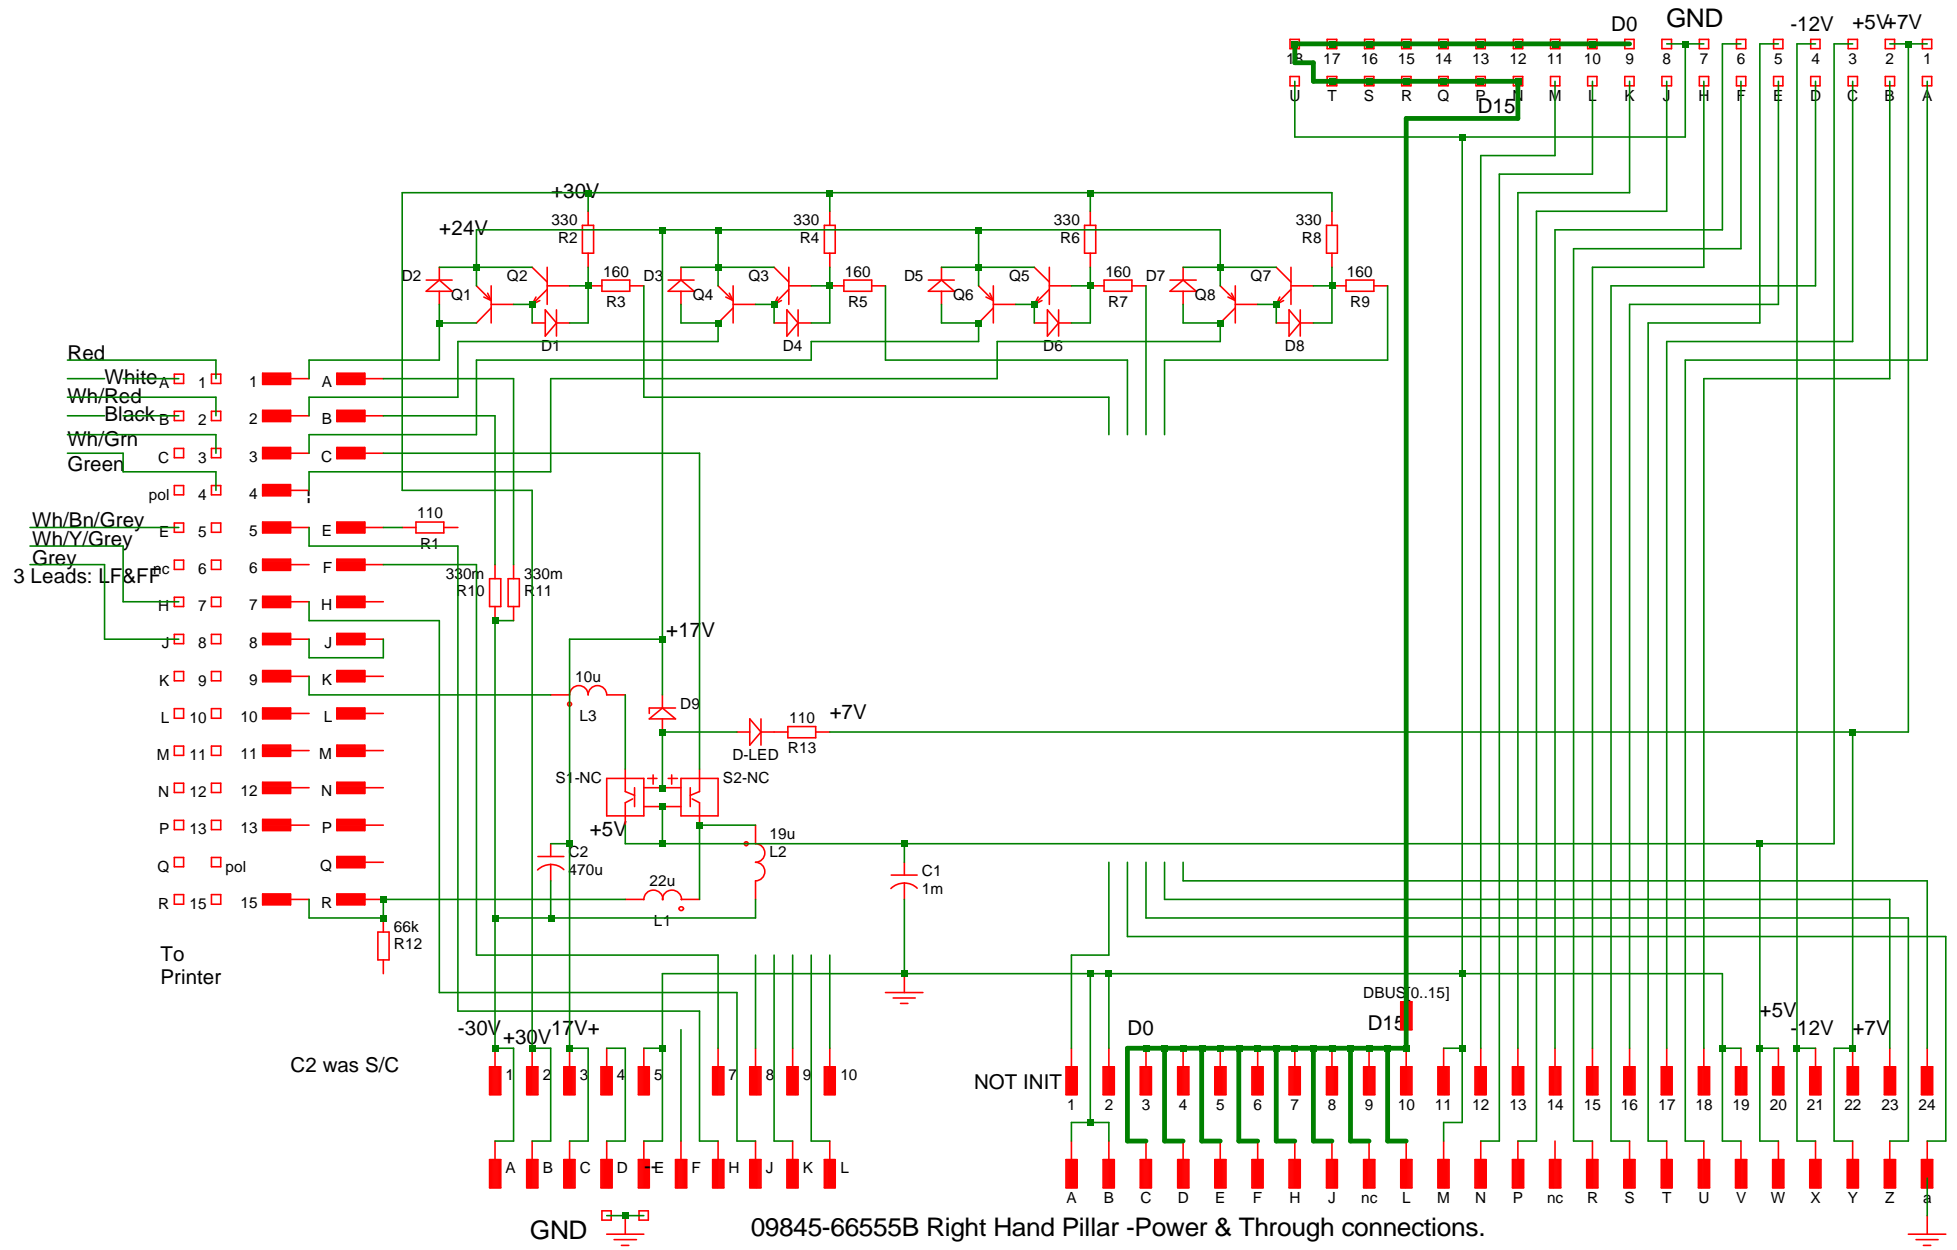 D0 GND -12V +5V +7V
18 17 16 15 14 13 12 11 10 9 8 7 6 5 4 3 2 1
U T S R Q P N M L K J H F E D C B A
D15
+30V
+24V
330 R2 330 R4 330 R6 330 R8
D2 Q2 160 D3 Q3 160 D5 Q5 160 D7 Q7 160
Q1 R3 Q4 R5 Q6 R7 Q8 R9
D1 D4 D6 D8
Red
White A 1 1 A
Wh/Red
Black B 2 2 B
Wh/Grn
C 3 3 C
Green
pol 4 4
Wh/Bn/Grey E 5 5 E 110 R1
Wh/Y/Grey
Grey
nc 6 6 F
3 Leads: LF&FF
330m R10 330m R11
H 7 7 H
J 8 8 J
+17V
K 9 9 K
10u L3
D9
L 10 10 L
110 R13 +7V
D-LED
M 11 11 M
S1-NC + + S2-NC
N 12 12 N
P 13 13 P
+5V
19u L2
Q pol Q
C2 470u
C1 1m
R 15 15 R
22u L1
66k R12
To
Printer
DBUS[0..15]
D0 D15
+5V
-12V +7V
-30V +30V 17V+
C2 was S/C
1 2 3 4 5 7 8 9 10
NOT INIT
1 2 3 4 5 6 7 8 9 10 11 12 13 14 15 16 17 18 19 20 21 22 23 24
A B C D E F H J K L
A B C D E F H J nc L M N P nc R S T U V W X Y Z a
GND
09845-66555B Right Hand Pillar -Power & Through connections.